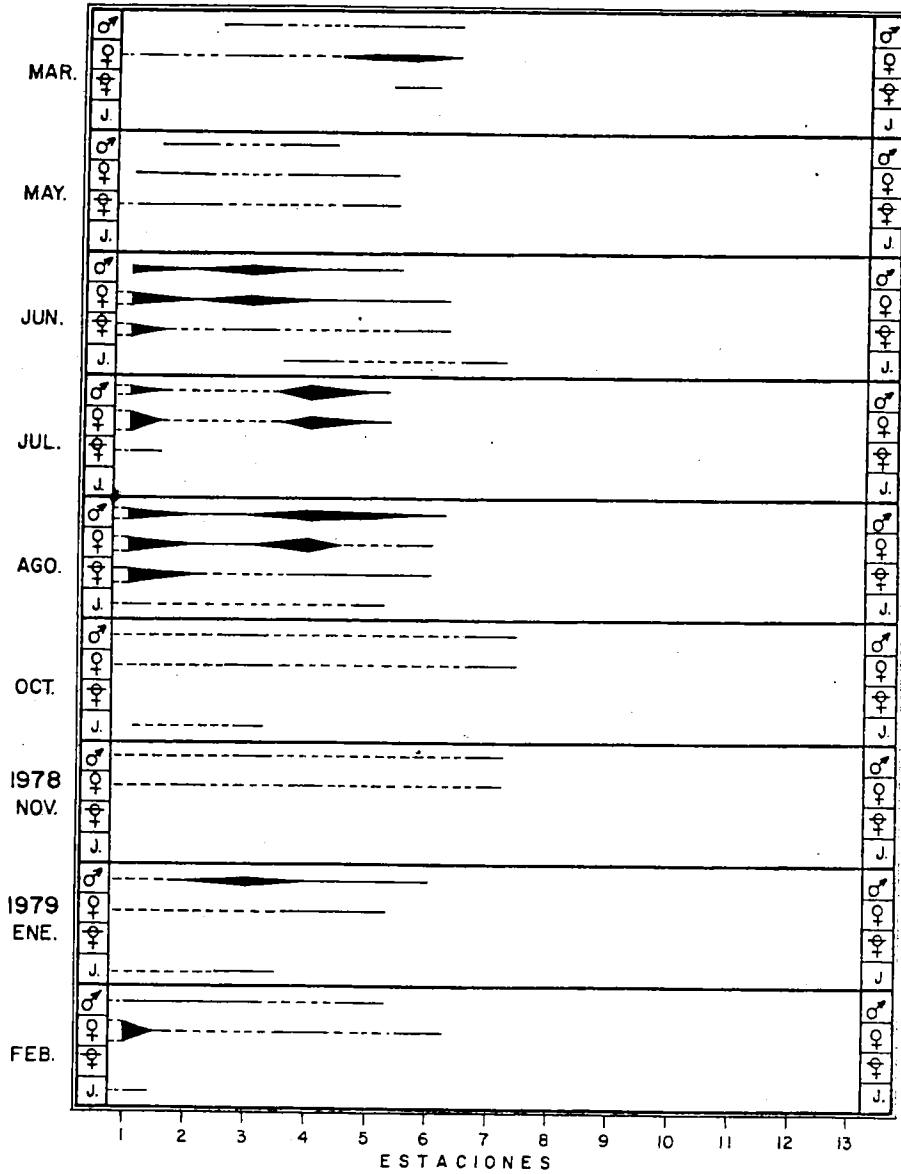 ♂ ♂
MAR. ♀ ♀
⚥ ⚥
J. J
♂ ♂
MAY. ♀ ♀
⚥ ⚥
J. J.
♂ ♂
JUN. ♀ ♀
⚥ ⚥
J. J
♂ ♂
JUL. ♀ ♀
⚥ ⚥
J. J.
♂ ♂
AGO. ♀ ♀
⚥ ⚥
J. J.
♂ ♂
OCT. ♀ ♀
⚥ ⚥
J. J.
♂ ♂
1978 ♀ ♀
NOV. ⚥ ⚥
J. J.
♂ ♂
1979 ♀ ♀
ENE. ⚥ ⚥
J. J
♂ ♂
FEB. ♀ ♀
⚥ ⚥
J. J.
1 2 3 4 5 6 7 8 9 10 11 12 13
ESTACIONES